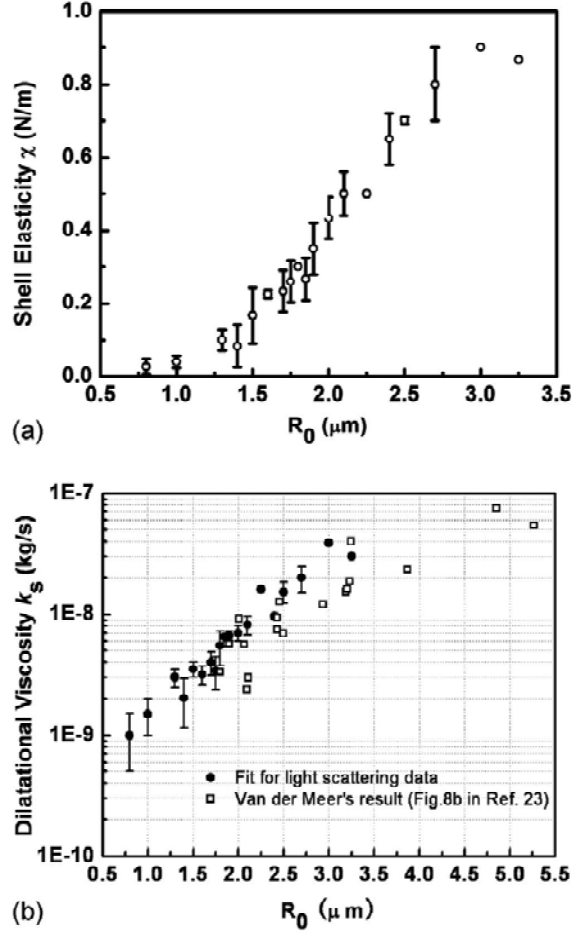 1.0
0.8
0.6
0.4
0.2
0.0
Shell Elasticity χ (N/m)
0.5 1.0 1.5 2.0 2.5 3.0 3.5
R0 (μm)
(a)
1E-7
1E-8
1E-9
1E-10
Dilatational Viscosity ks (kg/s)
Fit for light scattering data
Van der Meer's result (Fig.8b in Ref. 23)
0.5 1.0 1.5 2.0 2.5 3.0 3.5 4.0 4.5 5.0 5.5
R0 (μm)
(b)